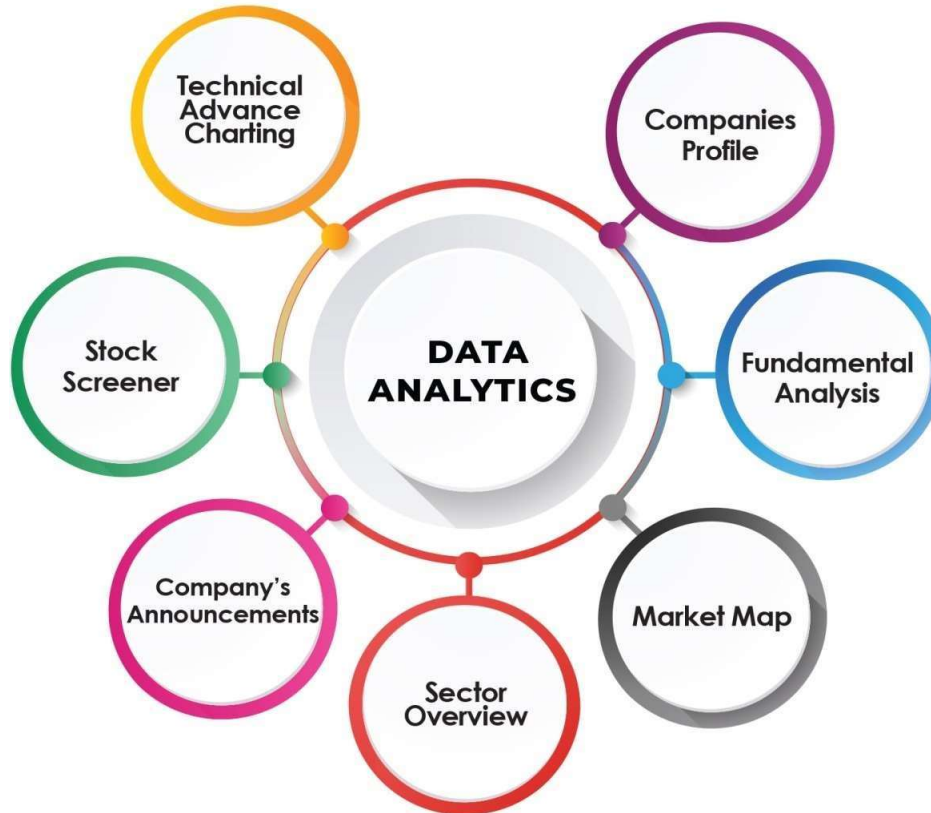 Technical
Advance
Charting
Companies
Profile
Stock
Screener
DATA
ANALYTICS
Fundamental
Analysis
Company's
Announcements
Market Map
Sector
Overview